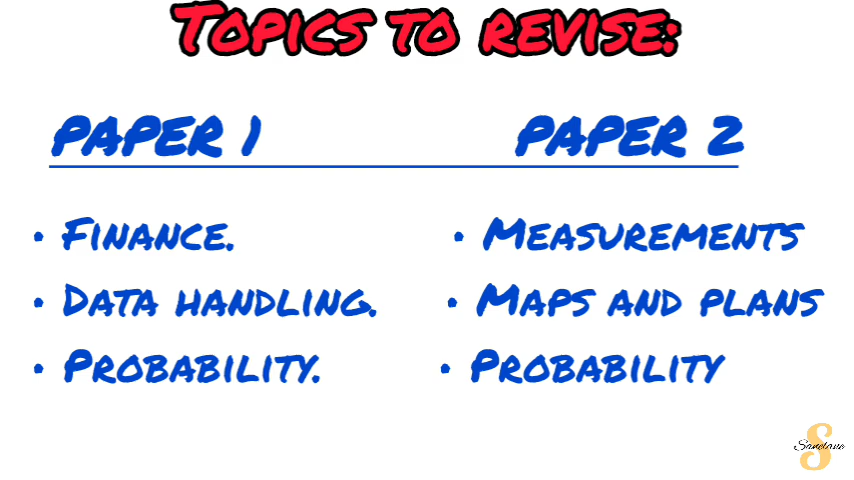 Topics to revise:
PAPER 1
PAPER 2
• Finance.
• Data handling.
• Probability.
• Measurements
• Maps and plans
• Probability
S